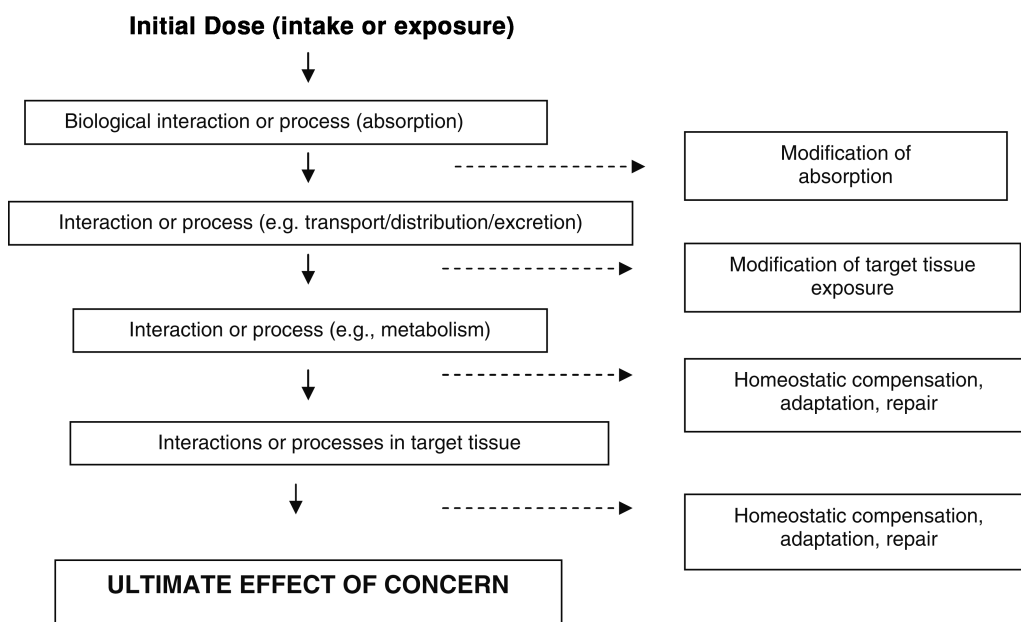 Initial Dose (intake or exposure)
Biological interaction or process (absorption)
Modification of
absorption
Interaction or process (e.g. transport/distribution/excretion)
Modification of target tissue
exposure
Interaction or process (e.g., metabolism)
Homeostatic compensation,
adaptation, repair
Interactions or processes in target tissue
Homeostatic compensation,
adaptation, repair
ULTIMATE EFFECT OF CONCERN